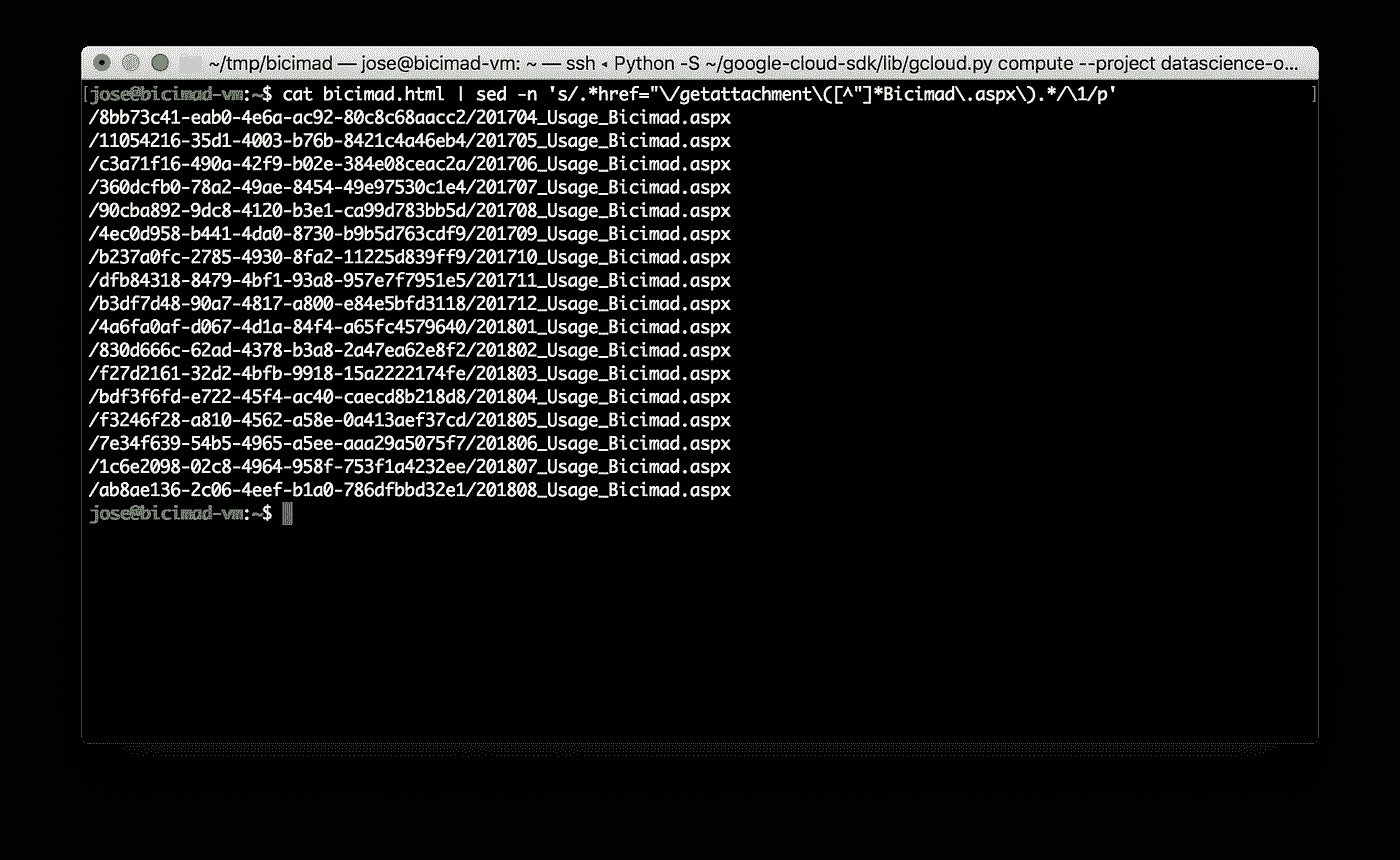 ~/tmp/bicimad — jose@bicimad-vm: ~ — ssh ◂ Python -S ~/google-cloud-sdk/lib/gcloud.py compute --project datascience-o...
[jose@bicimad-vm:~$ cat bicimad.html | sed -n 's/.*href="\/getattachment\([^"]*Bicimad\.aspx\).*/\1/p' ]
/8bb73c41-eab0-4e6a-ac92-80c8c68aacc2/201704_Usage_Bicimad.aspx
/11054216-35d1-4003-b76b-8421c4a46eb4/201705_Usage_Bicimad.aspx
/c3a71f16-490a-42f9-b02e-384e08ceac2a/201706_Usage_Bicimad.aspx
/360dcfb0-78a2-49ae-8454-49e97530c1e4/201707_Usage_Bicimad.aspx
/90cba892-9dc8-4120-b3e1-ca99d783bb5d/201708_Usage_Bicimad.aspx
/4ec0d958-b441-4da0-8730-b9b5d763cdf9/201709_Usage_Bicimad.aspx
/b237a0fc-2785-4930-8fa2-11225d839ff9/201710_Usage_Bicimad.aspx
/dfb84318-8479-4bf1-93a8-957e7f7951e5/201711_Usage_Bicimad.aspx
/b3df7d48-90a7-4817-a800-e84e5bfd3118/201712_Usage_Bicimad.aspx
/4a6fa0af-d067-4d1a-84f4-a65fc4579640/201801_Usage_Bicimad.aspx
/830d666c-62ad-4378-b3a8-2a47ea62e8f2/201802_Usage_Bicimad.aspx
/f27d2161-32d2-4bfb-9918-15a2222174fe/201803_Usage_Bicimad.aspx
/bdf3f6fd-e722-45f4-ac40-caecd8b218d8/201804_Usage_Bicimad.aspx
/f3246f28-a810-4562-a58e-0a413aef37cd/201805_Usage_Bicimad.aspx
/7e34f639-54b5-4965-a5ee-aaa29a5075f7/201806_Usage_Bicimad.aspx
/1c6e2098-02c8-4964-958f-753f1a4232ee/201807_Usage_Bicimad.aspx
/ab8ae136-2c06-4eef-b1a0-786dfbbd32e1/201808_Usage_Bicimad.aspx
jose@bicimad-vm:~$